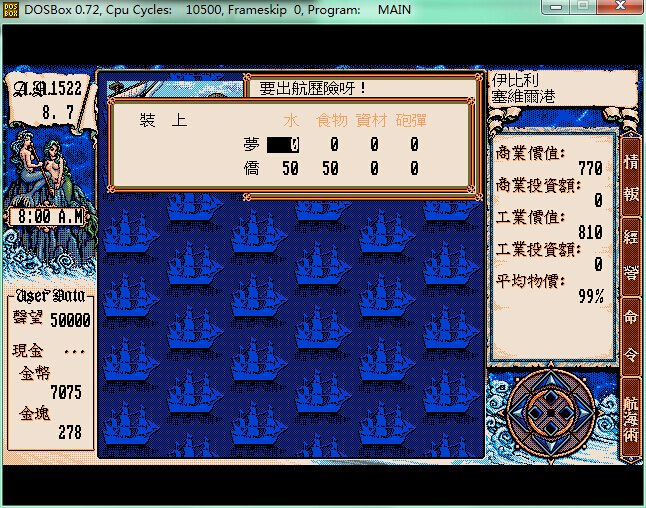 DOS BOX DOSBox 0.72, Cpu Cycles: 10500, Frameskip 0, Program: MAIN
A.D.1522
8. 7
8:00 A.M
User Data
聲望 50000
現金 ...
金幣
7075
金塊
278
要出航歷險呀!
裝 上
水 食物 資材 砲彈
夢 0 0 0 0
僑 50 50 0 0
伊比利
塞維爾港
商業價值:
770
商業投資額:
0
工業價值:
810
工業投資額:
0
平均物價:
99%
情報
經營
命令
航海術